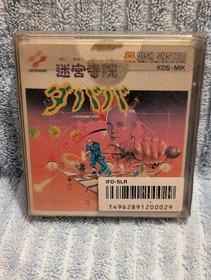 KONAMI
DISK SYSTEM
KDS-MIK
迷宮寺院
ダババ
IFD-SLR
T4962891200029